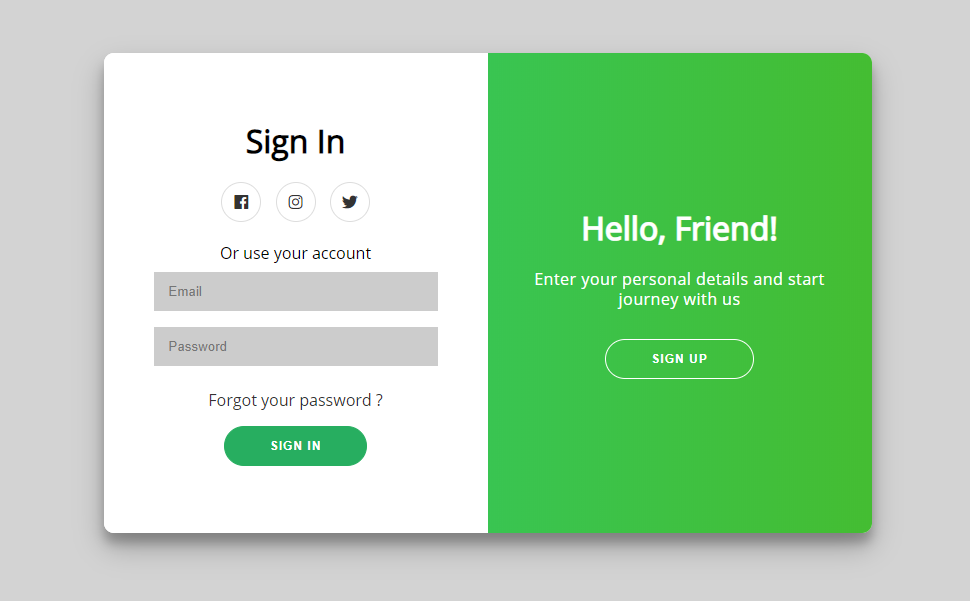 Sign In
Or use your account
Email
Password
Forgot your password ?
SIGN IN
Hello, Friend!
Enter your personal details and start
journey with us
SIGN UP